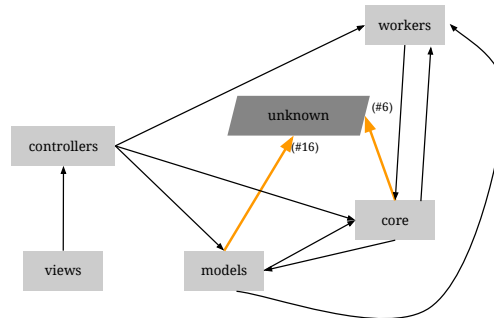 workers
unknown
(#6)
controllers
(#16)
core
views
models